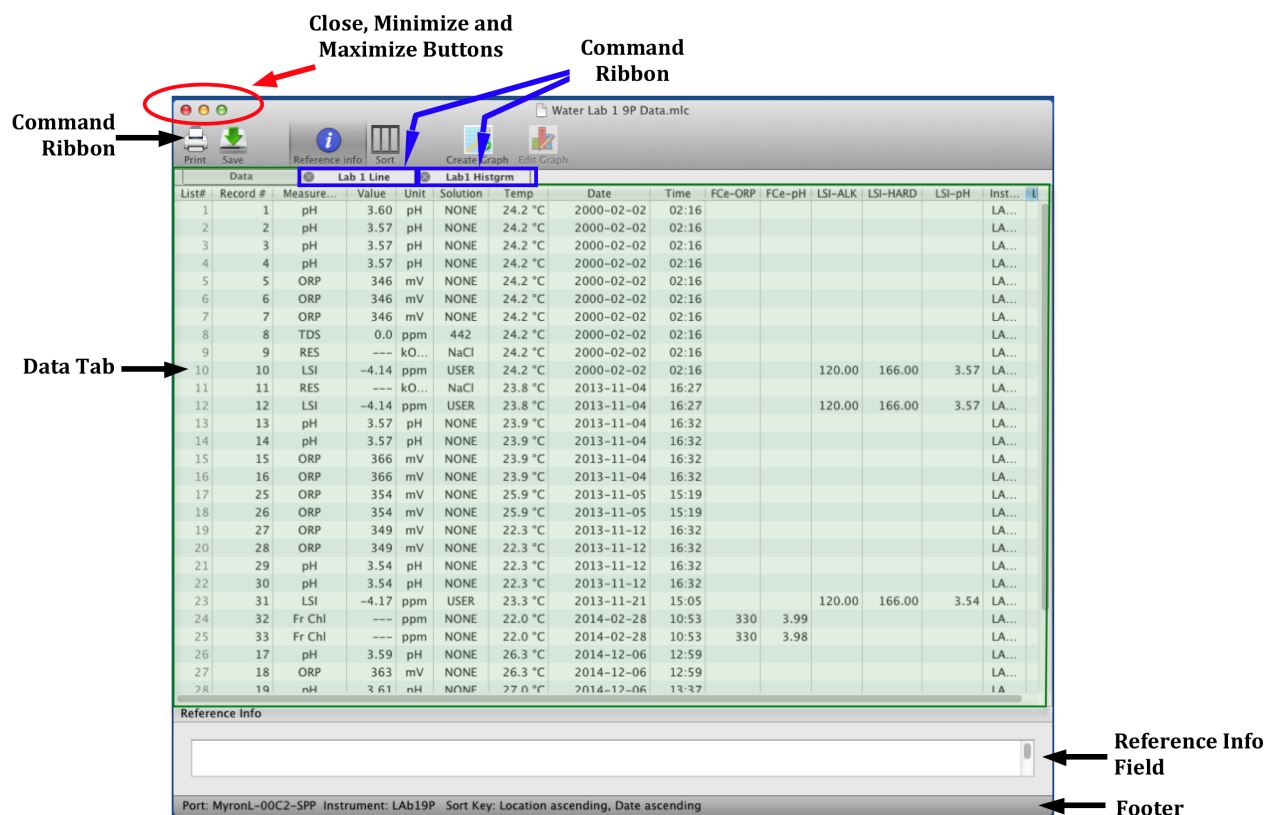 Close, Minimize and
Maximize Buttons
Command
Ribbon
Command
Ribbon
Water Lab 1 9P Data.mlc
Print Save Reference info Sort Create Graph Edit Graph
Data Lab 1 Line Lab1 Histgrm
List# Record # Measure... Value Unit Solution Temp Date Time FCe-ORP FCe-pH LSI-ALK LSI-HARD LSI-pH Inst... L
1 1 pH 3.60 pH NONE 24.2 °C 2000-02-02 02:16 LA...
2 2 pH 3.57 pH NONE 24.2 °C 2000-02-02 02:16 LA...
3 3 pH 3.57 pH NONE 24.2 °C 2000-02-02 02:16 LA...
4 4 pH 3.57 pH NONE 24.2 °C 2000-02-02 02:16 LA...
5 5 ORP 346 mV NONE 24.2 °C 2000-02-02 02:16 LA...
6 6 ORP 346 mV NONE 24.2 °C 2000-02-02 02:16 LA...
7 7 ORP 346 mV NONE 24.2 °C 2000-02-02 02:16 LA...
8 8 TDS 0.0 ppm 442 24.2 °C 2000-02-02 02:16 LA...
9 9 RES --- kO... NaCl 24.2 °C 2000-02-02 02:16 LA...
Data Tab
10 10 LSI -4.14 ppm USER 24.2 °C 2000-02-02 02:16 120.00 166.00 3.57 LA...
11 11 RES --- kO... NaCl 23.8 °C 2013-11-04 16:27 LA...
12 12 LSI -4.14 ppm USER 23.8 °C 2013-11-04 16:27 120.00 166.00 3.57 LA...
13 13 pH 3.57 pH NONE 23.9 °C 2013-11-04 16:32 LA...
14 14 pH 3.57 pH NONE 23.9 °C 2013-11-04 16:32 LA...
15 15 ORP 366 mV NONE 23.9 °C 2013-11-04 16:32 LA...
16 16 ORP 366 mV NONE 23.9 °C 2013-11-04 16:32 LA...
17 25 ORP 354 mV NONE 25.9 °C 2013-11-05 15:19 LA...
18 26 ORP 354 mV NONE 25.9 °C 2013-11-05 15:19 LA...
19 27 ORP 349 mV NONE 22.3 °C 2013-11-12 16:32 LA...
20 28 ORP 349 mV NONE 22.3 °C 2013-11-12 16:32 LA...
21 29 pH 3.54 pH NONE 22.3 °C 2013-11-12 16:32 LA...
22 30 pH 3.54 pH NONE 22.3 °C 2013-11-12 16:32 LA...
23 31 LSI -4.17 ppm USER 23.3 °C 2013-11-21 15:05 120.00 166.00 3.54 LA...
24 32 Fr Chl --- ppm NONE 22.0 °C 2014-02-28 10:53 330 3.99 LA...
25 33 Fr Chl --- ppm NONE 22.0 °C 2014-02-28 10:53 330 3.98 LA...
26 17 pH 3.59 pH NONE 26.3 °C 2014-12-06 12:59 LA...
27 18 ORP 363 mV NONE 26.3 °C 2014-12-06 12:59 LA...
28 19 pH 3.61 pH NONE 27.0 °C 2014-12-06 13:37 LA
Reference Info
Reference Info
Field
Port: MyronL-00C2-SPP Instrument: LAb19P Sort Key: Location ascending, Date ascending
Footer